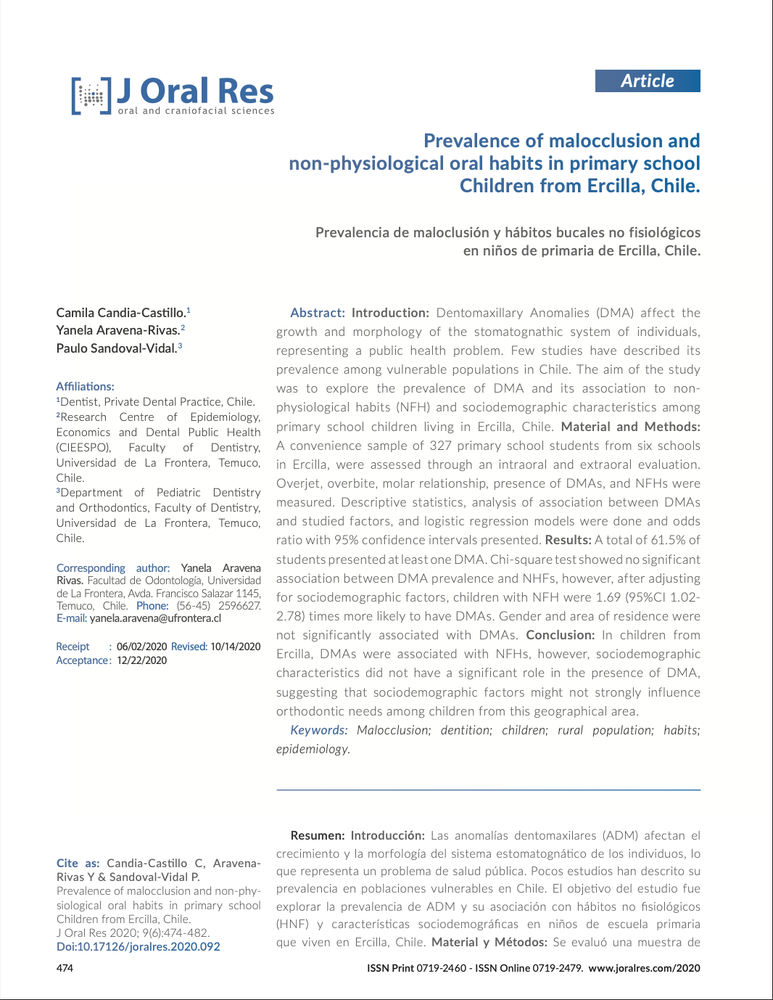 J Oral Res
oral and craniofacial sciences
Article
Prevalence of malocclusion and
non-physiological oral habits in primary school
Children from Ercilla, Chile.
Prevalencia de maloclusión y hábitos bucales no fisiológicos
en niños de primaria de Ercilla, Chile.
Camila Candia-Castillo.1
Yanela Aravena-Rivas.2
Paulo Sandoval-Vidal.3
Affiliations:
1Dentist, Private Dental Practice, Chile.
2Research Centre of Epidemiology,
Economics and Dental Public Health
(CIEESPO), Faculty of Dentistry,
Universidad de La Frontera, Temuco,
Chile.
3Department of Pediatric Dentistry
and Orthodontics, Faculty of Dentistry,
Universidad de La Frontera, Temuco,
Chile.
Corresponding author: Yanela Aravena
Rivas. Facultad de Odontología, Universidad
de La Frontera, Avda. Francisco Salazar 1145,
Temuco, Chile. Phone: (56-45) 2596627.
E-mail: yanela.aravena@ufrontera.cl
Receipt : 06/02/2020 Revised: 10/14/2020
Acceptance: 12/22/2020
Cite as: Candia-Castillo C, Aravena-
Rivas Y & Sandoval-Vidal P.
Prevalence of malocclusion and non-phy-
siological oral habits in primary school
Children from Ercilla, Chile.
J Oral Res 2020; 9(6):474-482.
Doi:10.17126/joralres.2020.092
Abstract: Introduction: Dentomaxillary Anomalies (DMA) affect the
growth and morphology of the stomatognathic system of individuals,
representing a public health problem. Few studies have described its
prevalence among vulnerable populations in Chile. The aim of the study
was to explore the prevalence of DMA and its association to non-
physiological habits (NFH) and sociodemographic characteristics among
primary school children living in Ercilla, Chile. Material and Methods:
A convenience sample of 327 primary school students from six schools
in Ercilla, were assessed through an intraoral and extraoral evaluation.
Overjet, overbite, molar relationship, presence of DMAs, and NFHs were
measured. Descriptive statistics, analysis of association between DMAs
and studied factors, and logistic regression models were done and odds
ratio with 95% confidence intervals presented. Results: A total of 61.5% of
students presented at least one DMA. Chi-square test showed no significant
association between DMA prevalence and NHFs, however, after adjusting
for sociodemographic factors, children with NFH were 1.69 (95%CI 1.02-
2.78) times more likely to have DMAs. Gender and area of residence were
not significantly associated with DMAs. Conclusion: In children from
Ercilla, DMAs were associated with NFHs, however, sociodemographic
characteristics did not have a significant role in the presence of DMA,
suggesting that sociodemographic factors might not strongly influence
orthodontic needs among children from this geographical area.
Keywords: Malocclusion; dentition; children; rural population; habits;
epidemiology.
Resumen: Introducción: Las anomalías dentomaxilares (ADM) afectan el
crecimiento y la morfología del sistema estomatognático de los individuos, lo
que representa un problema de salud pública. Pocos estudios han descrito su
prevalencia en poblaciones vulnerables en Chile. El objetivo del estudio fue
explorar la prevalencia de ADM y su asociación con hábitos no fisiológicos
(HNF) y características sociodemográficas en niños de escuela primaria
que viven en Ercilla, Chile. Material y Métodos: Se evaluó una muestra de
474
ISSN Print 0719-2460 - ISSN Online 0719-2479. www.joralres.com/2020